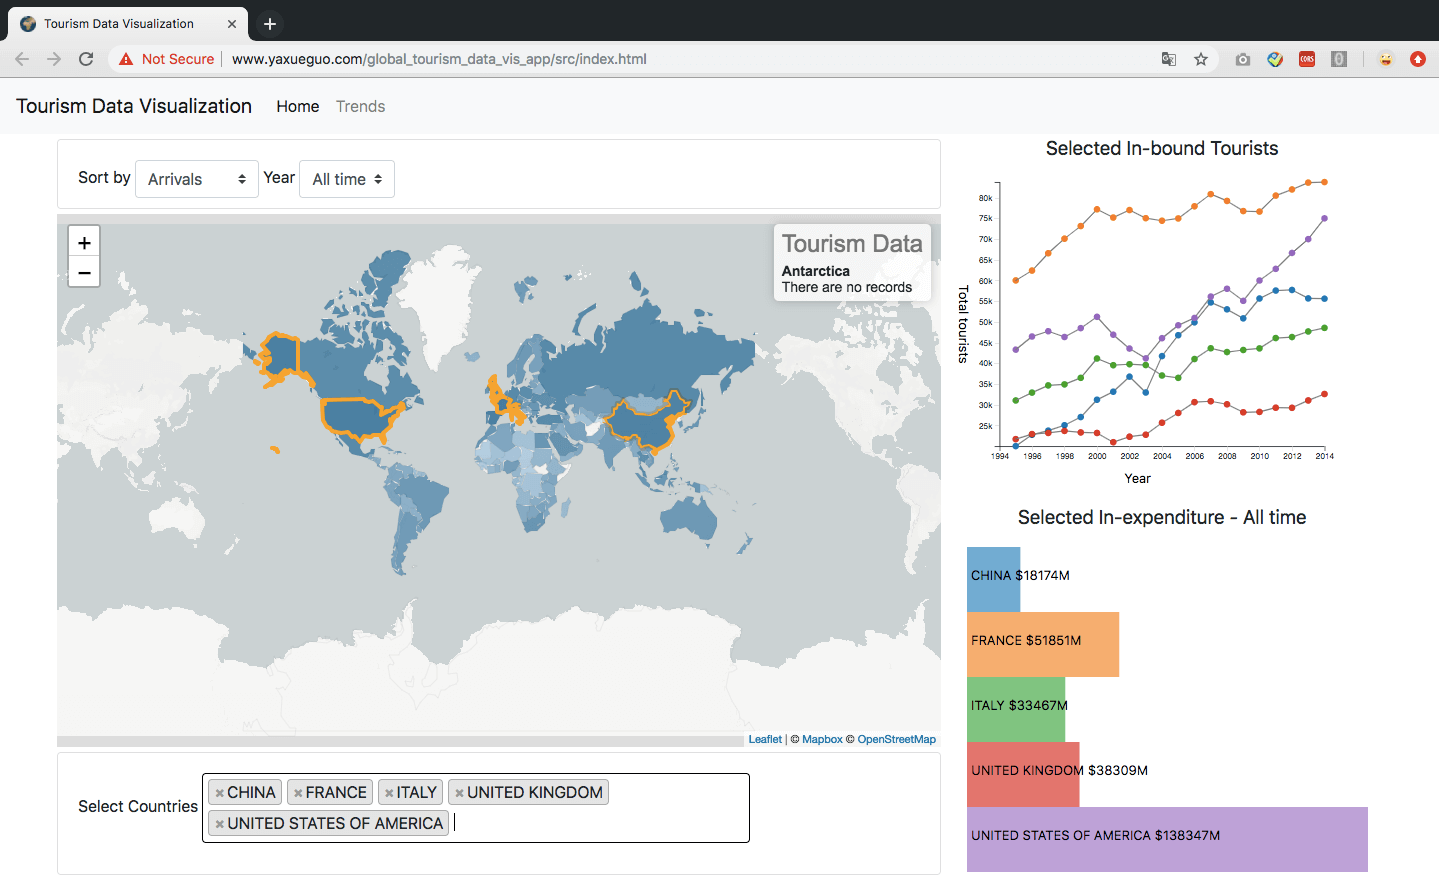 Tourism Data Visualization
Not Secure | www.yaxueguo.com/global_tourism_data_vis_app/src/index.html
CORS
Tourism Data Visualization Home Trends
Sort by Arrivals Year All time
+
−
Tourism Data
Antarctica
There are no records
Leaflet | © Mapbox © OpenStreetMap
Select Countries ×CHINA ×FRANCE ×ITALY ×UNITED KINGDOM
×UNITED STATES OF AMERICA
Selected In-bound Tourists
80k
75k
70k
65k
60k
55k
50k
45k
40k
35k
30k
25k
Total tourists
1994 1996 1998 2000 2002 2004 2006 2008 2010 2012 2014
Year
Selected In-expenditure - All time
CHINA $18174M
FRANCE $51851M
ITALY $33467M
UNITED KINGDOM $38309M
UNITED STATES OF AMERICA $138347M